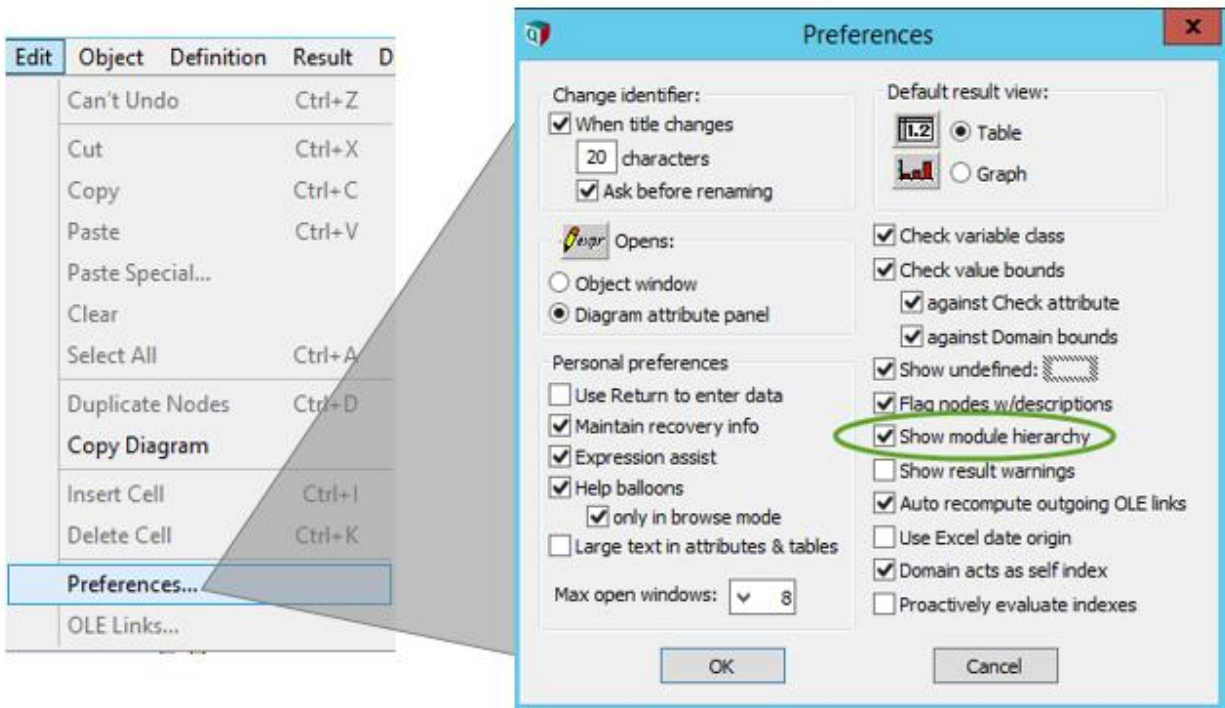 Edit Object Definition Result D
Can't Undo Ctrl+Z
Cut Ctrl+X
Copy Ctrl+C
Paste Ctrl+V
Paste Special...
Clear
Select All Ctrl+A
Duplicate Nodes Ctrl+D
Copy Diagram
Insert Cell Ctrl+I
Delete Cell Ctrl+K
Preferences...
OLE Links...
Preferences
x
Change identifier:
When title changes
20 characters
Ask before renaming
expr Opens:
Object window
Diagram attribute panel
Personal preferences
Use Return to enter data
Maintain recovery info
Expression assist
Help balloons
only in browse mode
Large text in attributes & tables
Max open windows: 8
Default result view:
1.2 Table
Graph
Check variable class
Check value bounds
against Check attribute
against Domain bounds
Show undefined:
Flag nodes w/descriptions
Show module hierarchy
Show result warnings
Auto recompute outgoing OLE links
Use Excel date origin
Domain acts as self index
Proactively evaluate indexes
OK Cancel